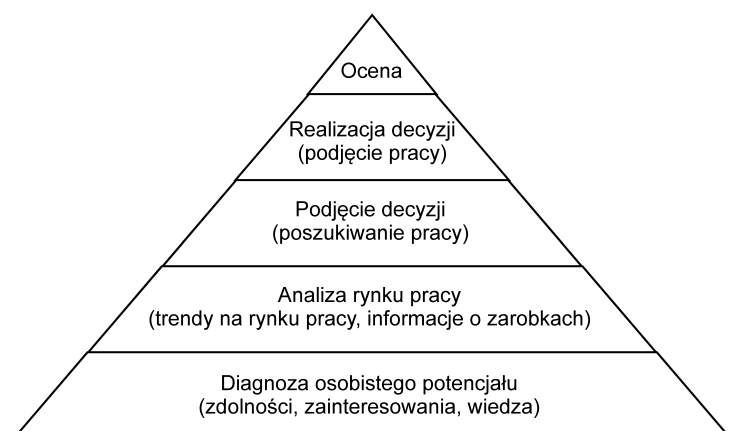 Ocena
Realizacja decyzji
(podjęcie pracy)
Podjęcie decyzji
(poszukiwanie pracy)
Analiza rynku pracy
(trendy na rynku pracy, informacje o zarobkach)
Diagnoza osobistego potencjału
(zdolności, zainteresowania, wiedza)